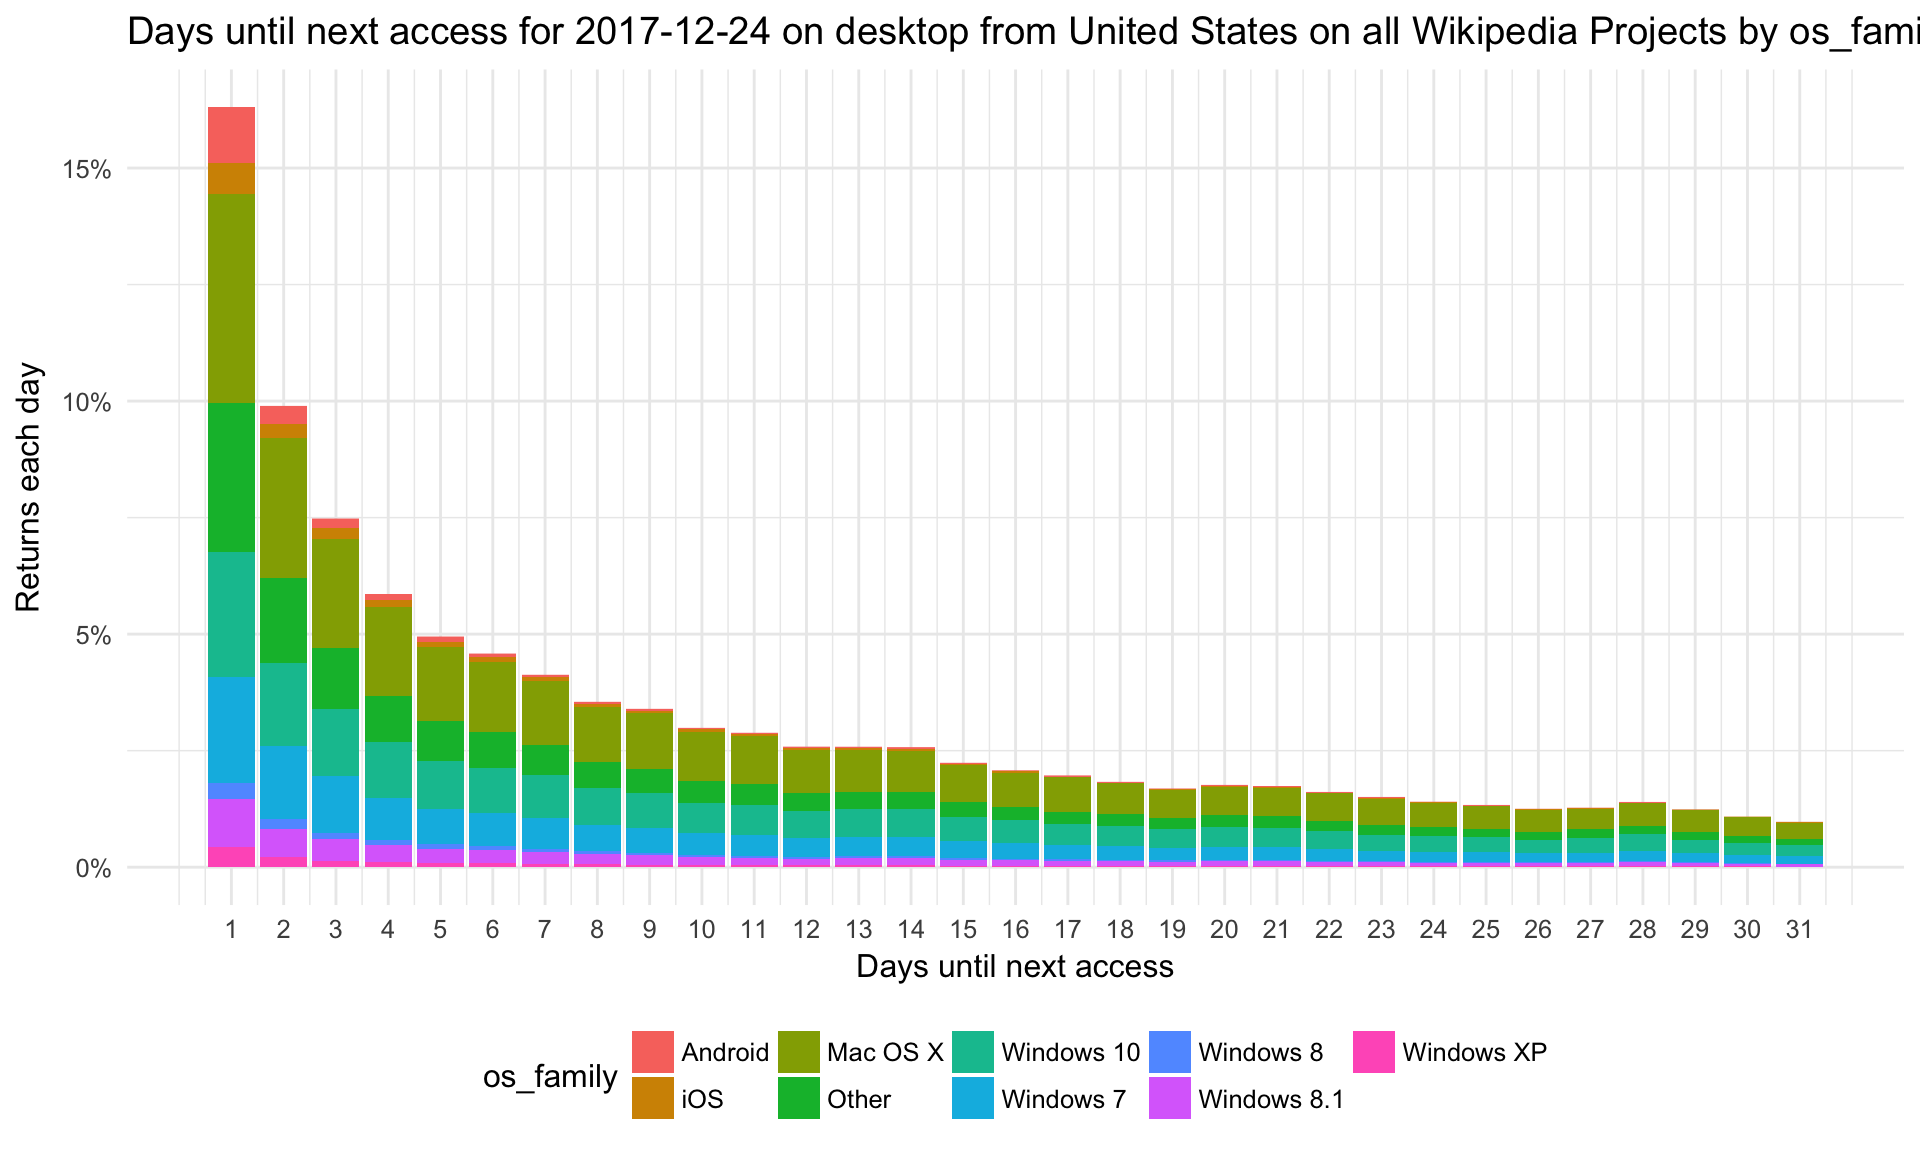 Days until next access for 2017-12-24 on desktop from United States on all Wikipedia Projects by os_fami
15%
10%
5%
0%
Returns each day
1 2 3 4 5 6 7 8 9 10 11 12 13 14 15 16 17 18 19 20 21 22 23 24 25 26 27 28 29 30 31
Days until next access
os_family
Android Mac OS X Windows 10 Windows 8 Windows XP
iOS Other Windows 7 Windows 8.1